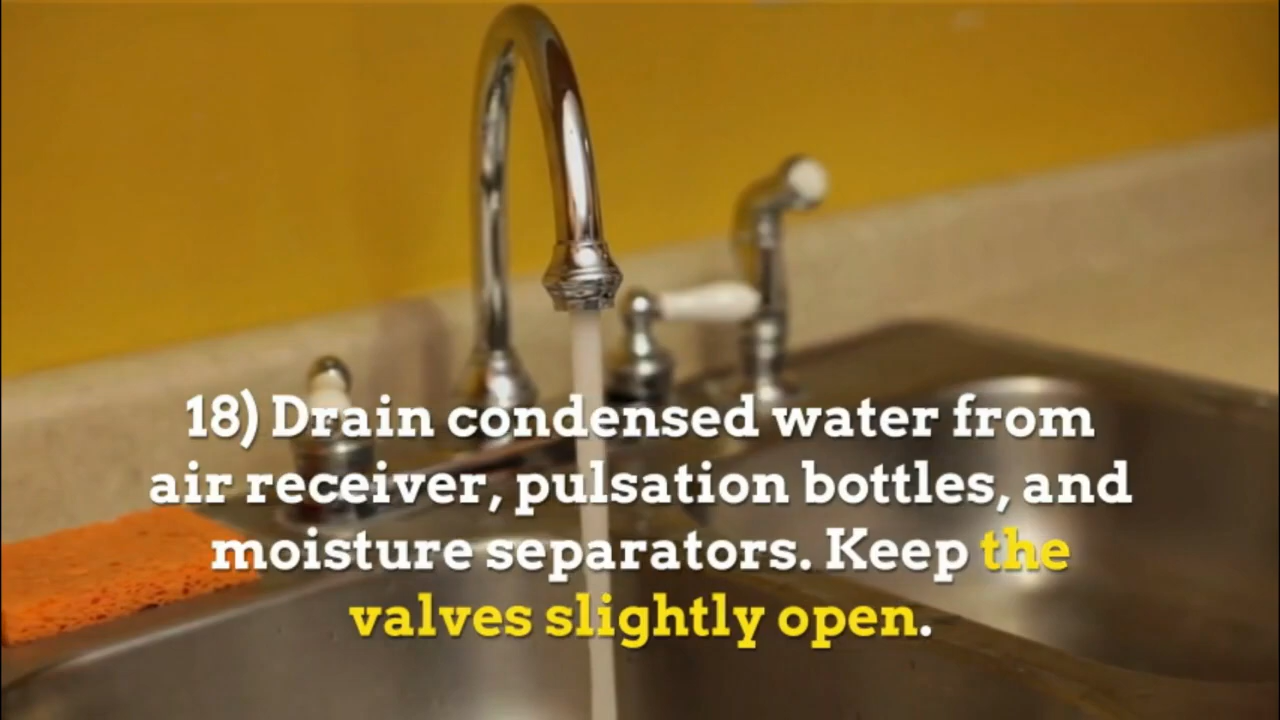 18) Drain condensed water from
air receiver, pulsation bottles, and
moisture separators. Keep the
valves slightly open.